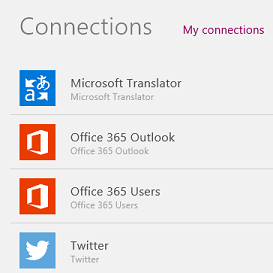 Connections
My connections
Microsoft Translator
Microsoft Translator
Office 365 Outlook
Office 365 Outlook
Office 365 Users
Office 365 Users
Twitter
Twitter